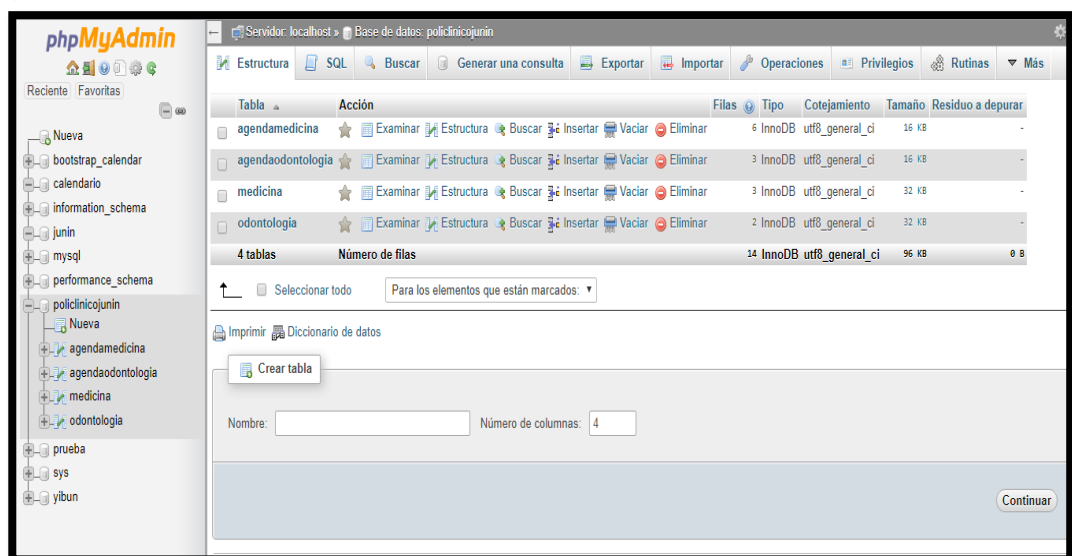 phpMyAdmin
Reciente Favoritas
Nueva
bootstrap_calendar
calendario
information_schema
junin
mysql
performance_schema
policlinicojunin
Nueva
agendamedicina
agendaodontologia
medicina
odontologia
prueba
sys
yibun
Servidor: localhost » Base de datos: policlinicojunin
Estructura SQL Buscar Generar una consulta Exportar Importar Operaciones Privilegios Rutinas Más
Tabla Acción Filas Tipo Cotejamiento Tamaño Residuo a depurar
agendamedicina Examinar Estructura Buscar Insertar Vaciar Eliminar 6 InnoDB utf8_general_ci 16 KB -
agendaodontologia Examinar Estructura Buscar Insertar Vaciar Eliminar 3 InnoDB utf8_general_ci 16 KB -
medicina Examinar Estructura Buscar Insertar Vaciar Eliminar 3 InnoDB utf8_general_ci 32 KB -
odontologia Examinar Estructura Buscar Insertar Vaciar Eliminar 2 InnoDB utf8_general_ci 32 KB -
4 tablas Número de filas 14 InnoDB utf8_general_ci 96 KB 0 B
Seleccionar todo Para los elementos que están marcados:
Imprimir Diccionario de datos
Crear tabla
Nombre: Número de columnas: 4
Continuar